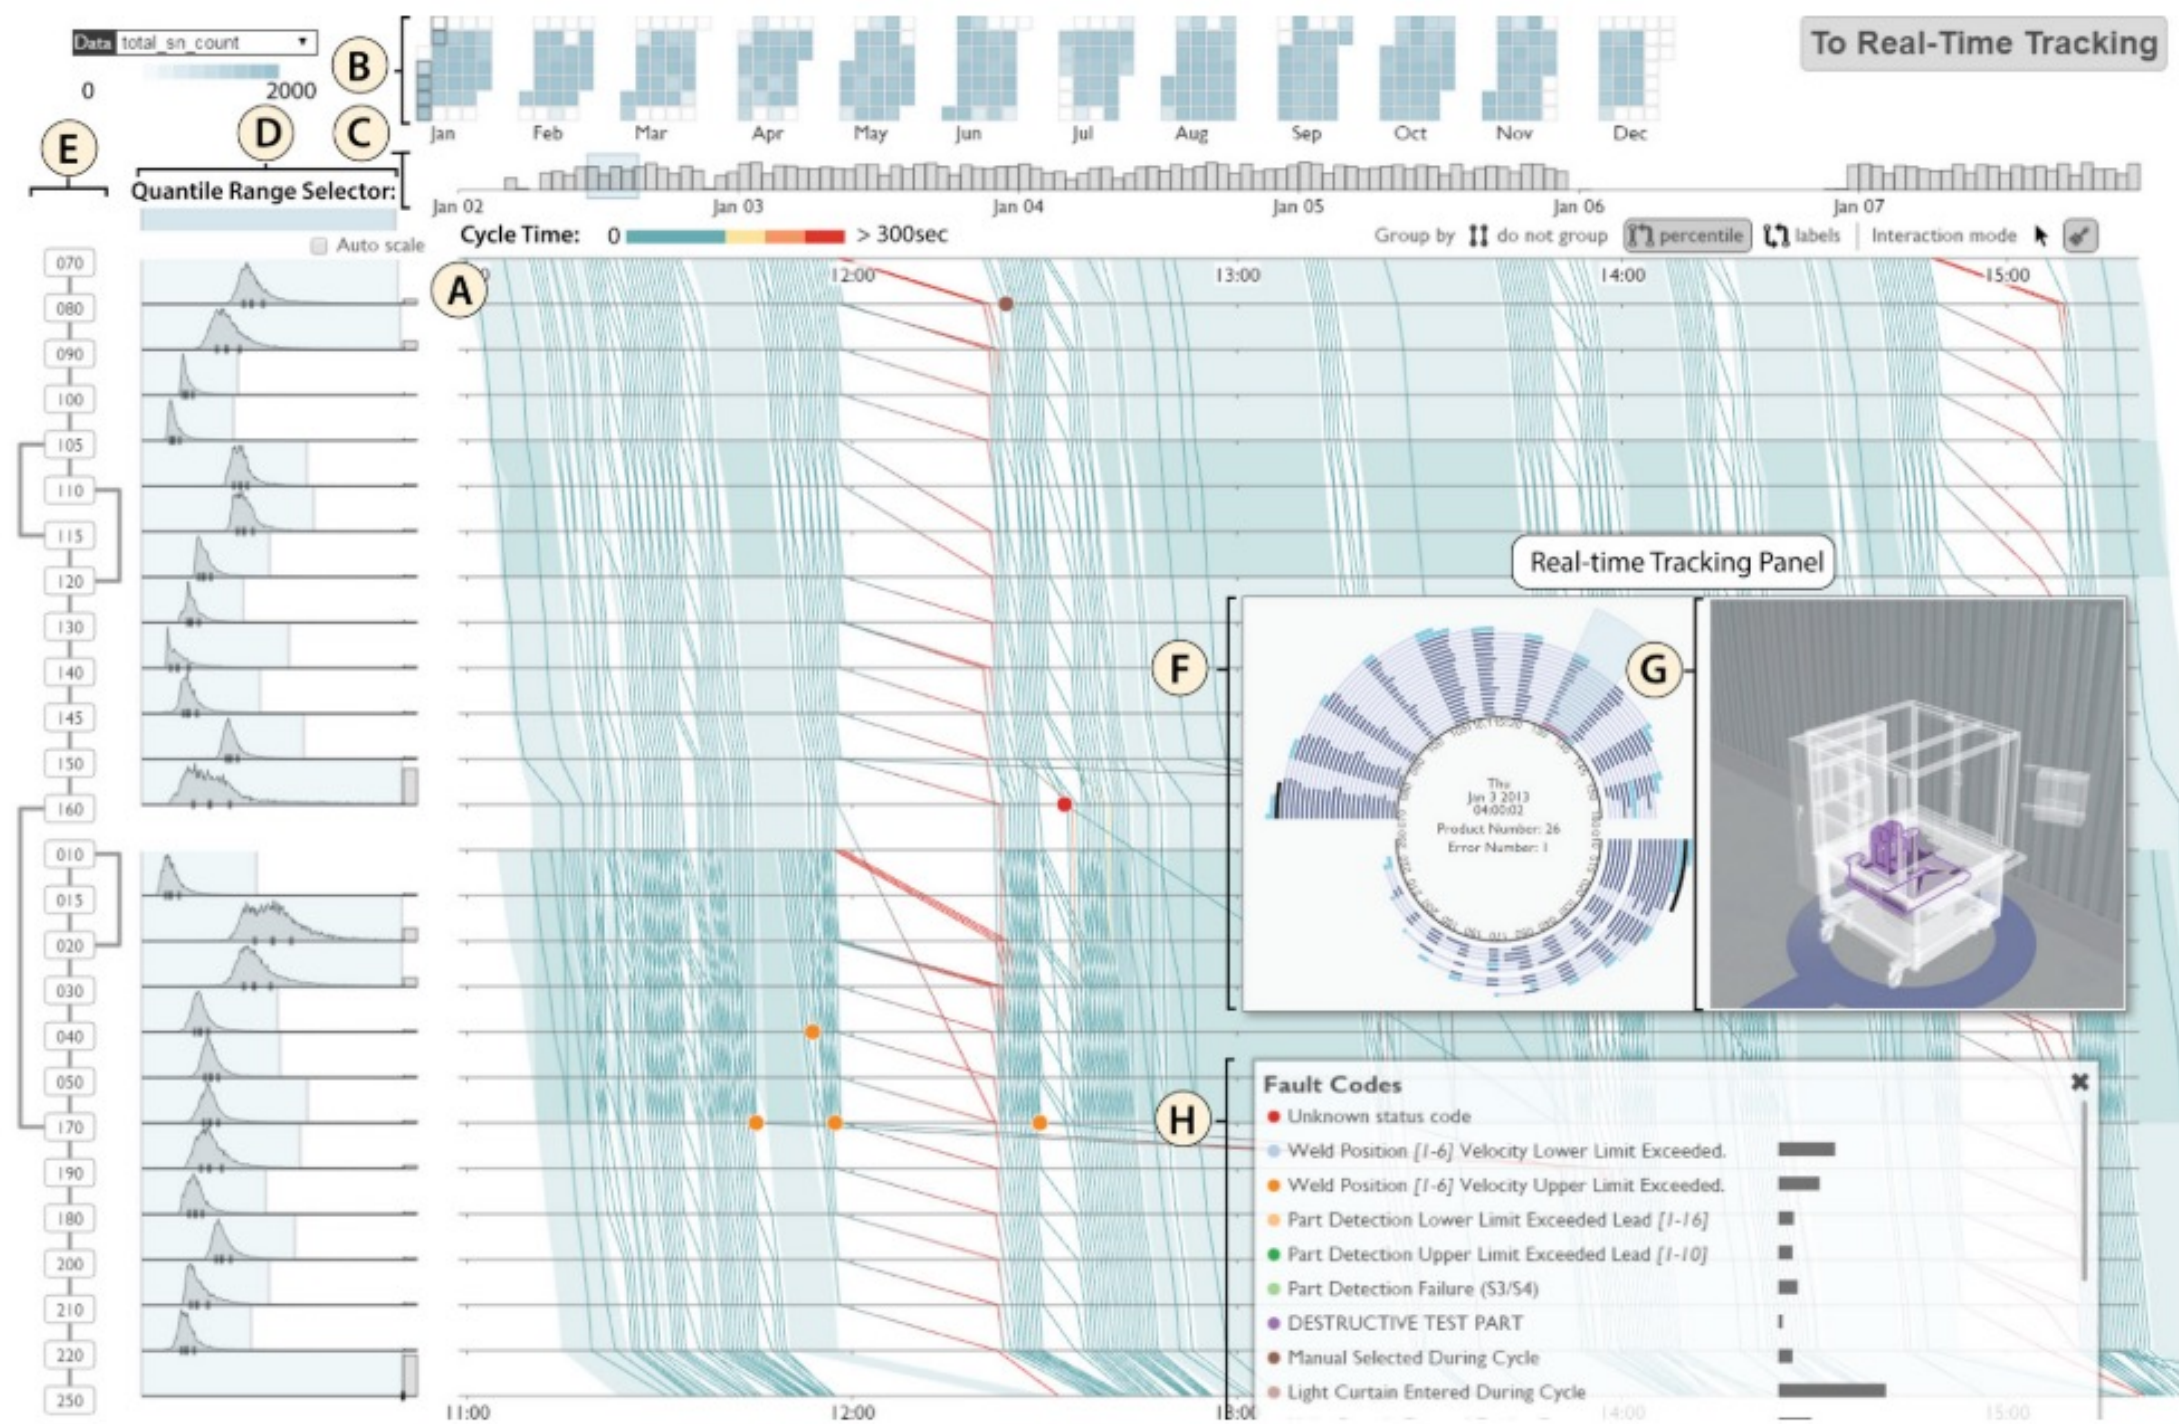 Data total_sn_count
0 2000
B
To Real-Time Tracking
Jan Feb Mar Apr May Jun Jul Aug Sep Oct Nov Dec
E D C
Quantile Range Selector:
Jan 02 Jan 03 Jan 04 Jan 05 Jan 06 Jan 07
Auto scale
Cycle Time: 0 > 300sec
Group by do not group percentile labels Interaction mode
A
12:00 13:00 14:00 15:00
070
080
090
100
105
110
115
120
130
140
145
150
160
010
015
020
030
040
050
170
190
180
200
210
220
250
Real-time Tracking Panel
F G
Thu
Jan 3 2013
04:00:02
Product Number: 26
Error Number: 1
H
Fault Codes
Unknown status code
Weld Position [1-6] Velocity Lower Limit Exceeded.
Weld Position [1-6] Velocity Upper Limit Exceeded.
Part Detection Lower Limit Exceeded Lead [1-16]
Part Detection Upper Limit Exceeded Lead [1-10]
Part Detection Failure (S3/S4)
DESTRUCTIVE TEST PART
Manual Selected During Cycle
Light Curtain Entered During Cycle
11:00 12:00 13:00 14:00 15:00